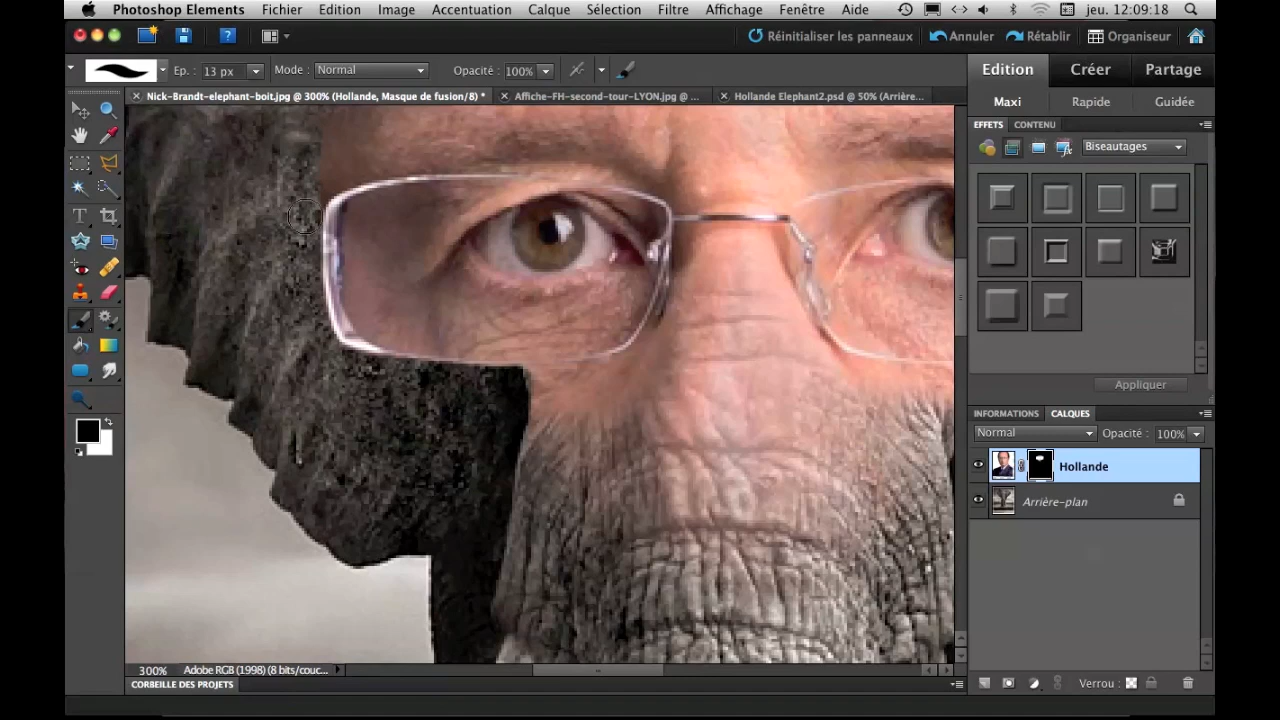 Photoshop Elements Fichier Edition Image Accentuation Calque Sélection Filtre Affichage Fenêtre Aide jeu. 12:09:18
Réinitialiser les panneaux Annuler Rétablir Organiseur
Ep. : 13 px Mode : Normal Opacité : 100%
Edition Créer Partage
Nick-Brandt-elephant-boit.jpg @ 300% (Hollande, Masque de fusion/8) * Affiche-FH-second-tour-LYON.jpg @ ... Hollande Elephant2.psd @ 50% (Arrière...
Maxi Rapide Guidée
EFFETS CONTENU
Biseautages
Appliquer
INFORMATIONS CALQUES
Normal Opacité : 100%
Hollande
Arrière-plan
300% Adobe RGB (1998) (8 bits/couc...
CORBEILLE DES PROJETS
Verrou :